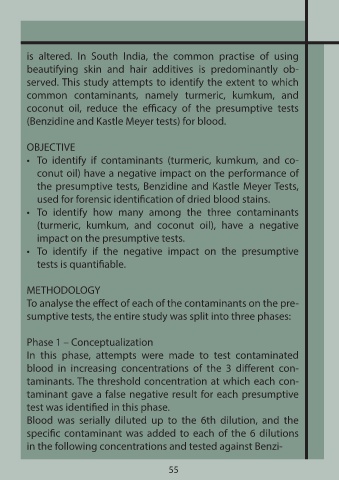 is altered. In South India, the common practise of using
beautifying skin and hair additives is predominantly ob-
served. This study attempts to identify the extent to which
common contaminants, namely turmeric, kumkum, and
coconut oil, reduce the efficacy of the presumptive tests
(Benzidine and Kastle Meyer tests) for blood.
OBJECTIVE
• To identify if contaminants (turmeric, kumkum, and co-
conut oil) have a negative impact on the performance of
the presumptive tests, Benzidine and Kastle Meyer Tests,
used for forensic identification of dried blood stains.
• To identify how many among the three contaminants
(turmeric, kumkum, and coconut oil), have a negative
impact on the presumptive tests.
• To identify if the negative impact on the presumptive
tests is quantifiable.
METHODOLOGY
To analyse the effect of each of the contaminants on the pre-
sumptive tests, the entire study was split into three phases:
Phase 1 – Conceptualization
In this phase, attempts were made to test contaminated
blood in increasing concentrations of the 3 different con-
taminants. The threshold concentration at which each con-
taminant gave a false negative result for each presumptive
test was identified in this phase.
Blood was serially diluted up to the 6th dilution, and the
specific contaminant was added to each of the 6 dilutions
in the following concentrations and tested against Benzi-
55